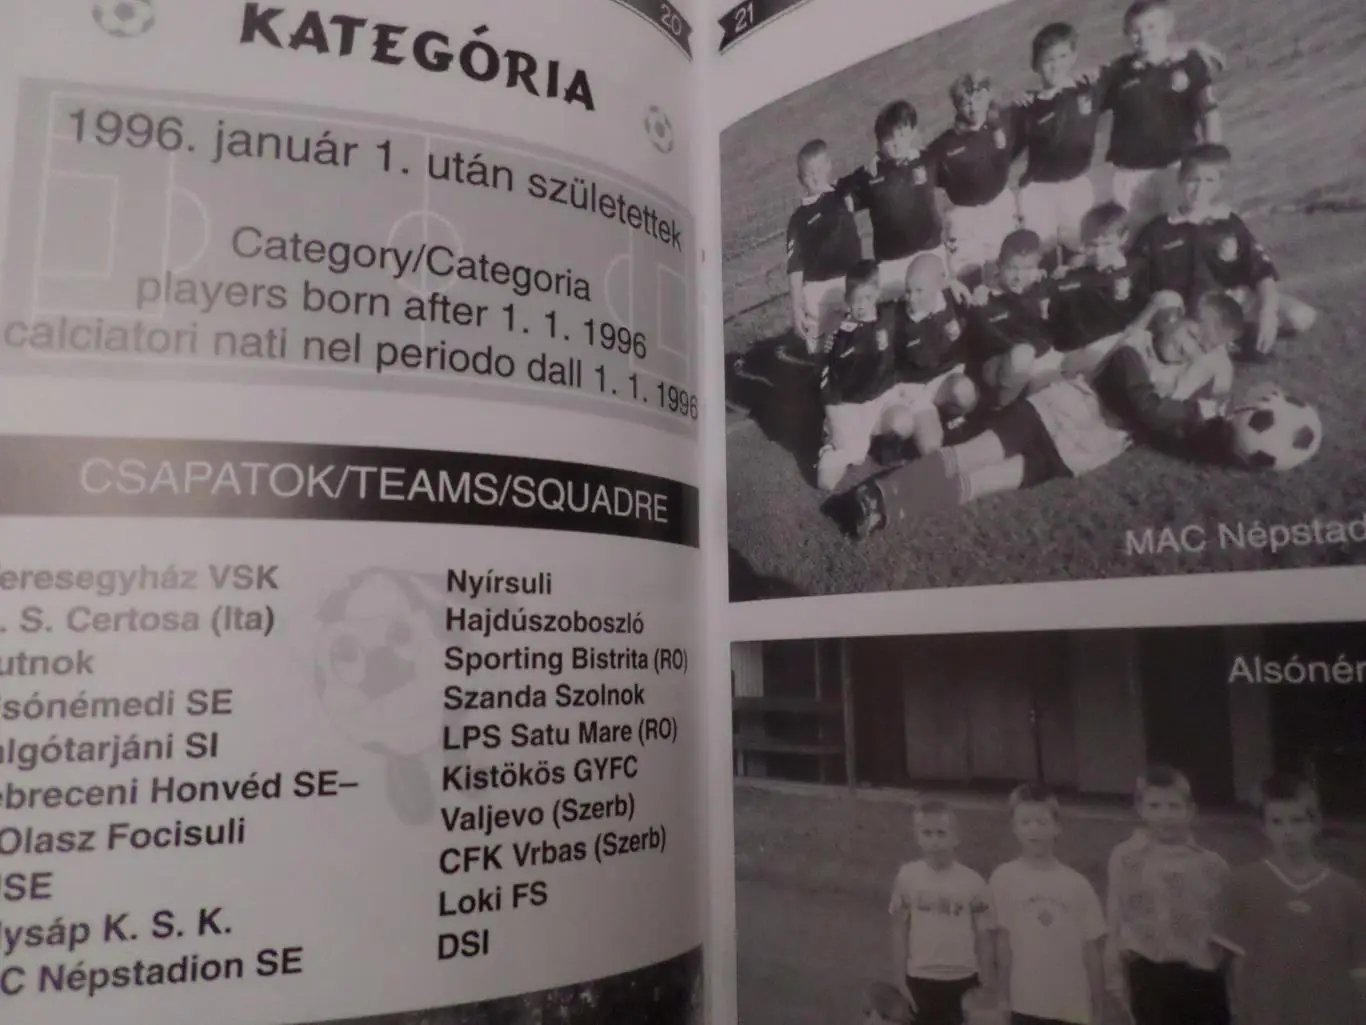 20
KATEGÓRIA
1996. január 1. után születettek
Category/Categoria
players born after 1. 1. 1996
calciatori nati nel periodo dall 1. 1. 1996
CSAPATOK/TEAMS/SQUADRE
eresegyház VSK
. S. Certosa (Ita)
utnok
sónémedi SE
lgótarjáni SI
ebreceni Honvéd SE–
Olasz Focisuli
SE
lysáp K. S. K.
C Népstadion SE
Nyírsuli
Hajdúszoboszló
Sporting Bistrita (RO)
Szanda Szolnok
LPS Satu Mare (RO)
Kistökös GYFC
Valjevo (Szerb)
CFK Vrbas (Szerb)
Loki FS
DSI
21
MAC Népstad
Alsóném